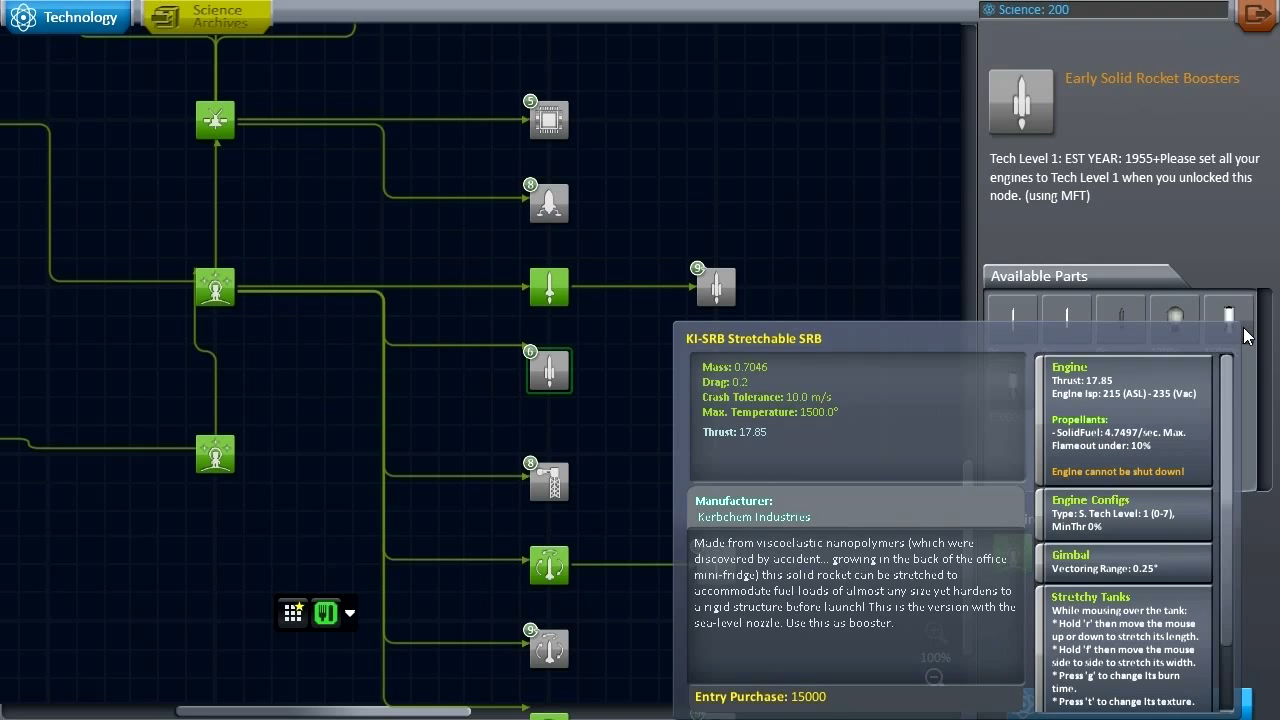 Technology
Science
Archives
Science: 200
Early Solid Rocket Boosters
Tech Level 1: EST YEAR: 1955+Please set all your
engines to Tech Level 1 when you unlocked this
node. (using MFT)
Available Parts
5
8
9
6
8
9
KI-SRB Stretchable SRB
Mass: 0.7046
Drag: 0.2
Crash Tolerance: 10.0 m/s
Max. Temperature: 1500.0°
Thrust: 17.85
Manufacturer:
Kerbchem Industries
Made from viscoelastic nanopolymers (which were
discovered by accident... growing in the back of the office
mini-fridge) this solid rocket can be stretched to
accommodate fuel loads of almost any size yet hardens to
a rigid structure before launch! This is the version with the
sea-level nozzle. Use this as booster.
100%
Entry Purchase: 15000
Engine
Thrust: 17.85
Engine Isp: 215 (ASL) - 235 (Vac)
Propellants:
- SolidFuel: 4.7497/sec. Max.
Flameout under: 10%
Engine cannot be shut down!
Engine Configs
Type: S. Tech Level: 1 (0-7),
MinThr 0%
Gimbal
Vectoring Range: 0.25°
Stretchy Tanks
While mousing over the tank:
* Hold 'r' then move the mouse
up or down to stretch its length.
* Hold 'f' then move the mouse
side to side to stretch its width.
* Press 'g' to change its burn
time.
* Press 't' to change its texture.